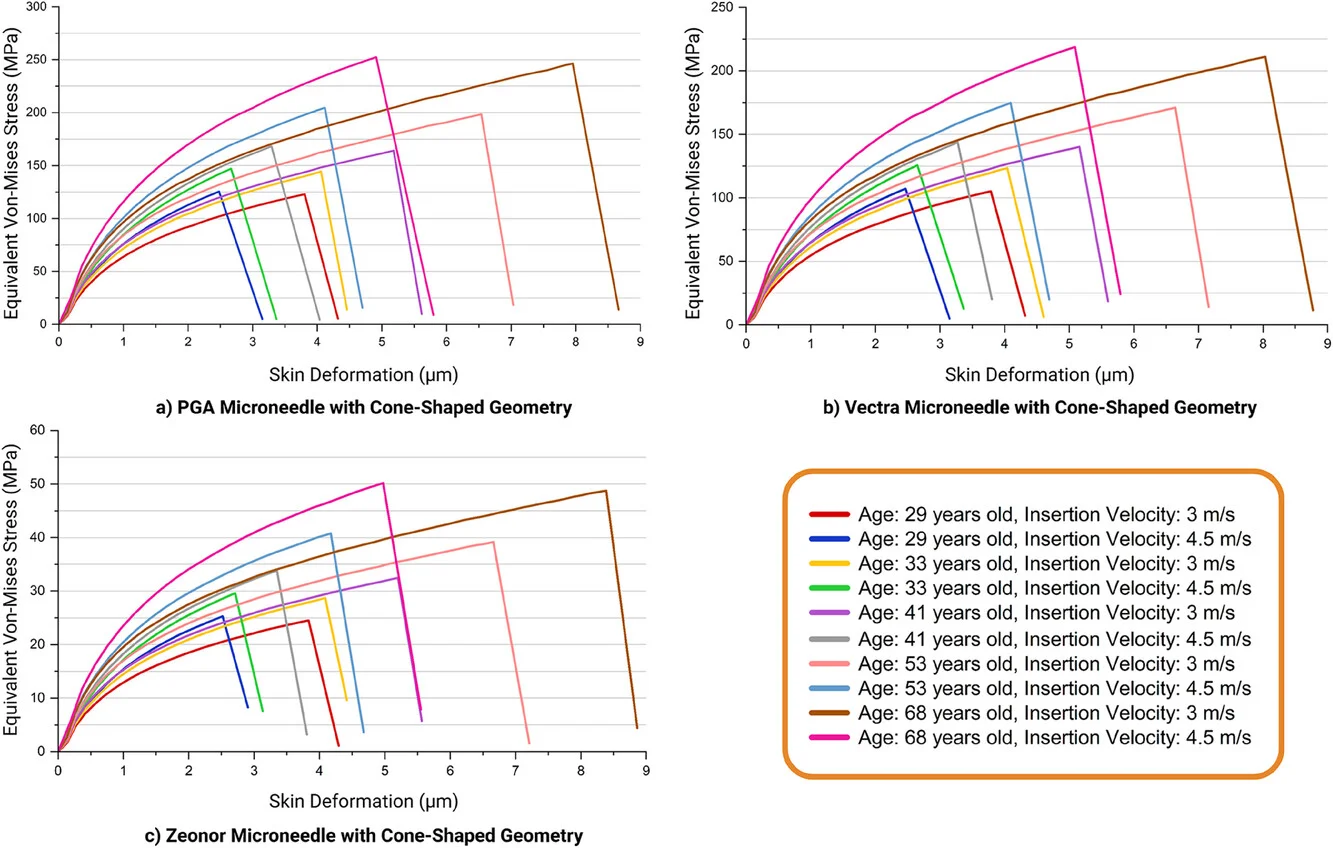 Equivalent Von-Mises Stress (MPa)
300
250
200
150
100
50
0
0 1 2 3 4 5 6 7 8 9
Skin Deformation (µm)
a) PGA Microneedle with Cone-Shaped Geometry
Equivalent Von-Mises Stress (MPa)
250
200
150
100
50
0
0 1 2 3 4 5 6 7 8 9
Skin Deformation (µm)
b) Vectra Microneedle with Cone-Shaped Geometry
Equivalent Von-Mises Stress (MPa)
60
50
40
30
20
10
0
0 1 2 3 4 5 6 7 8 9
Skin Deformation (µm)
c) Zeonor Microneedle with Cone-Shaped Geometry
Age: 29 years old, Insertion Velocity: 3 m/s
Age: 29 years old, Insertion Velocity: 4.5 m/s
Age: 33 years old, Insertion Velocity: 3 m/s
Age: 33 years old, Insertion Velocity: 4.5 m/s
Age: 41 years old, Insertion Velocity: 3 m/s
Age: 41 years old, Insertion Velocity: 4.5 m/s
Age: 53 years old, Insertion Velocity: 3 m/s
Age: 53 years old, Insertion Velocity: 4.5 m/s
Age: 68 years old, Insertion Velocity: 3 m/s
Age: 68 years old, Insertion Velocity: 4.5 m/s